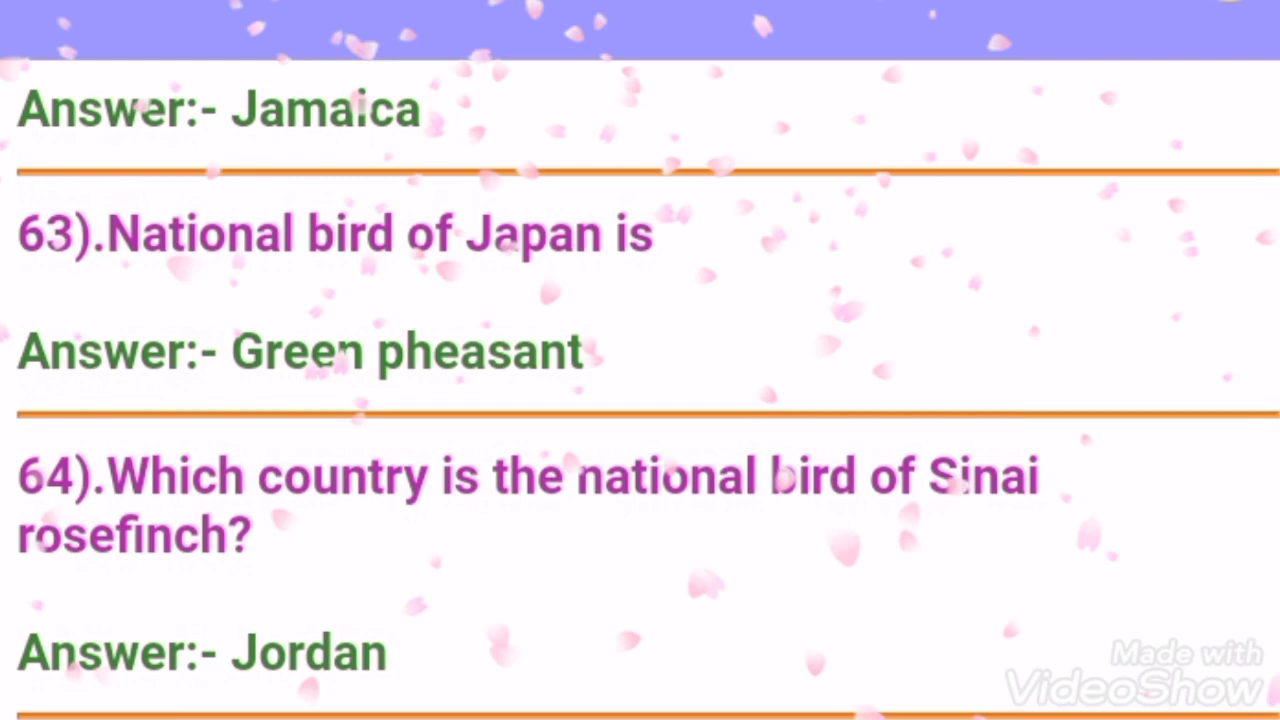 Answer:- Jamaica
63).National bird of Japan is
Answer:- Green pheasant
64).Which country is the national bird of Sinai
rosefinch?
Answer:- Jordan
Made with
VideoShow